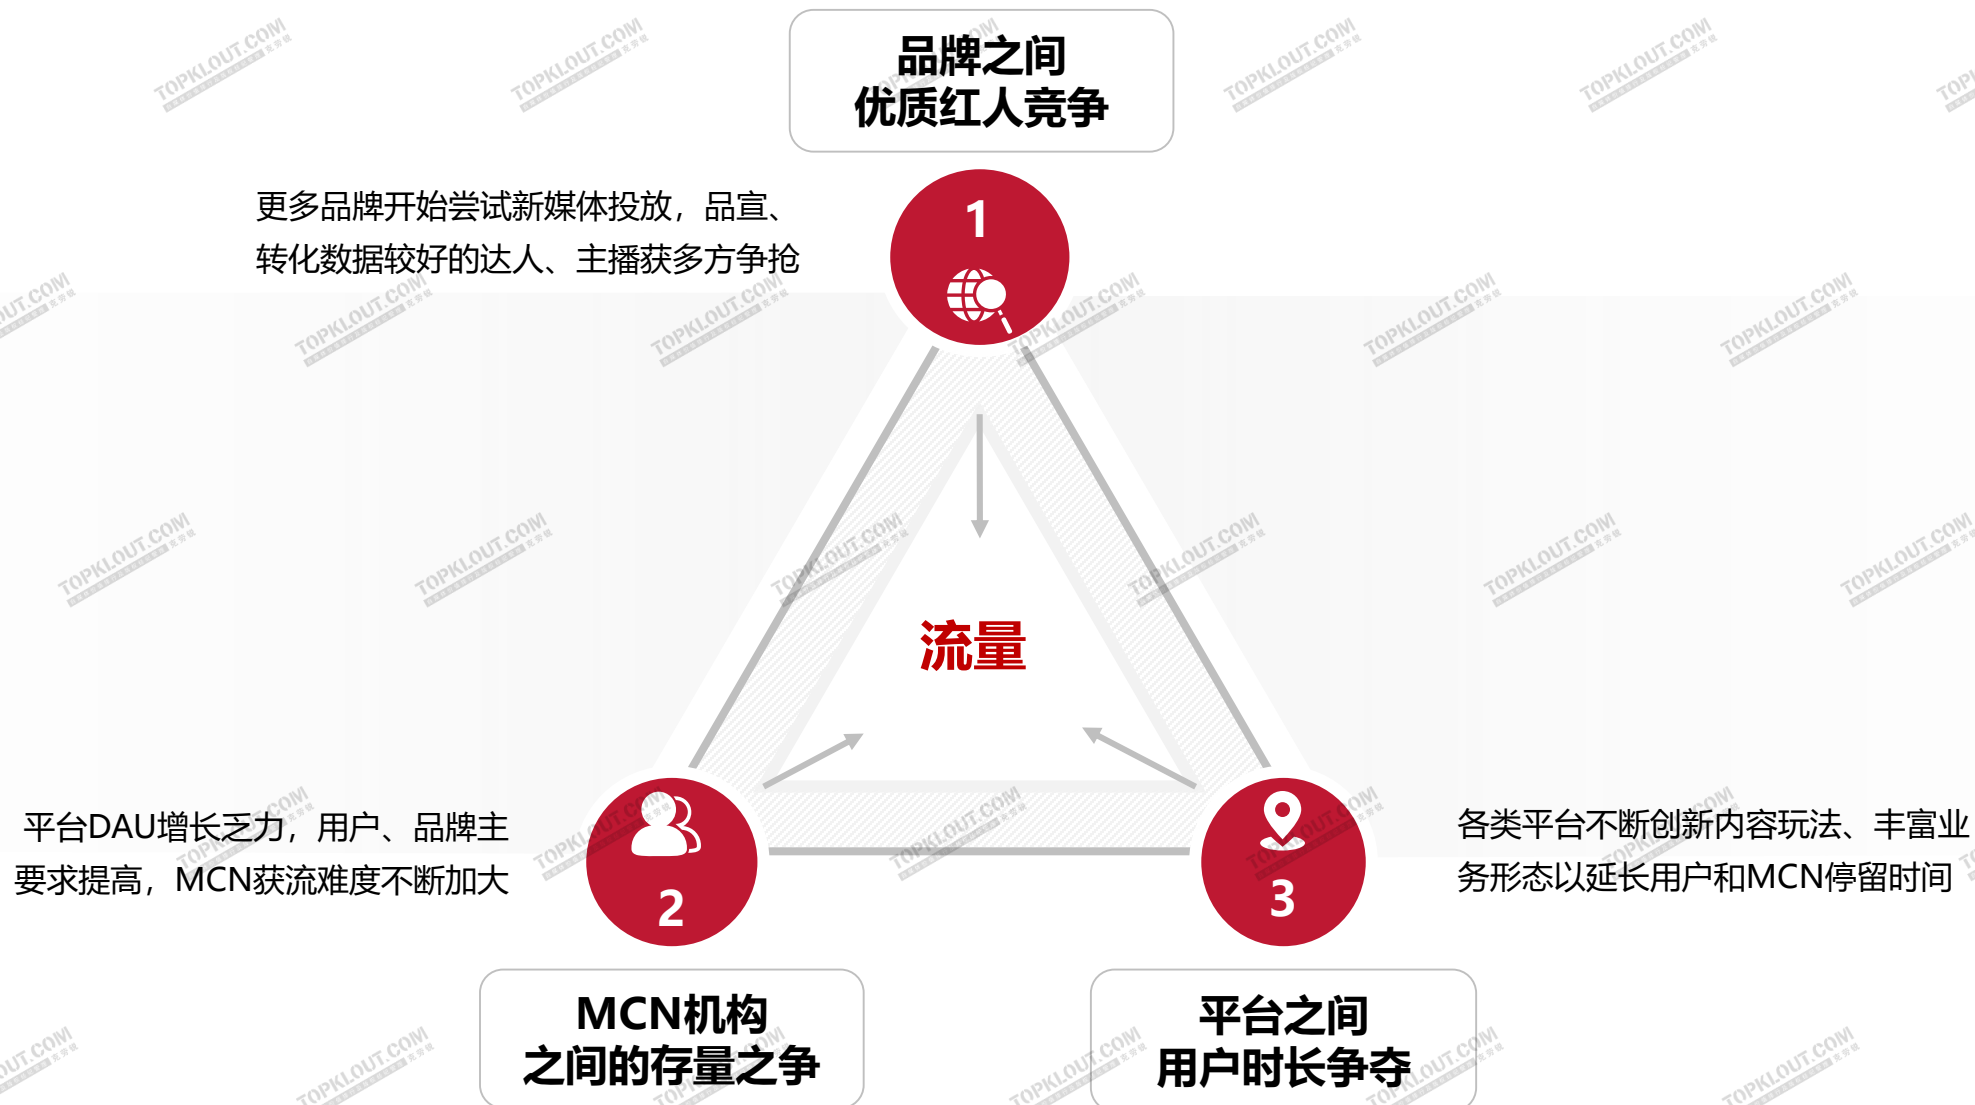 品牌之间
优质红人竞争
更多品牌开始尝试新媒体投放，品宣、
转化数据较好的达人、主播获多方争抢
1
流量
平台DAU增长乏力，用户、品牌主
要求提高，MCN获流难度不断加大
2
3
各类平台不断创新内容玩法、丰富业
务形态以延长用户和MCN停留时间
MCN机构
之间的存量之争
平台之间
用户时长争夺
TOPKLOUT.COM
克劳锐